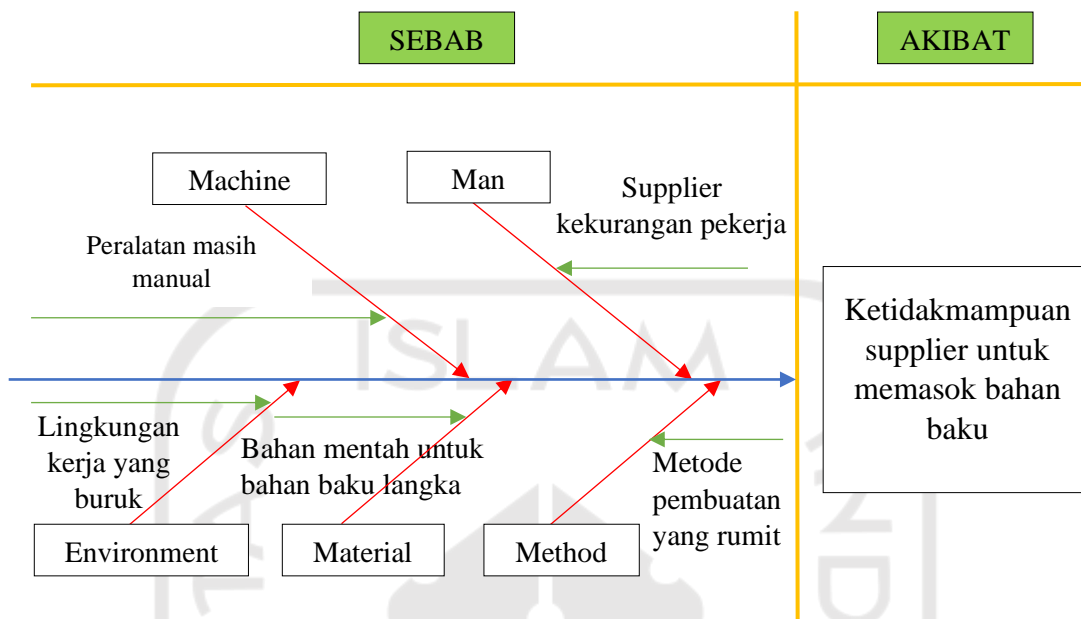 SEBAB
AKIBAT
Machine
Man
Supplier
kekurangan pekerja
Peralatan masih
manual
Ketidakmampuan
supplier untuk
memasok bahan
baku
Lingkungan
kerja yang
buruk
Bahan mentah untuk
bahan baku langka
Metode
pembuatan
yang rumit
Environment
Material
Method
ISLAM